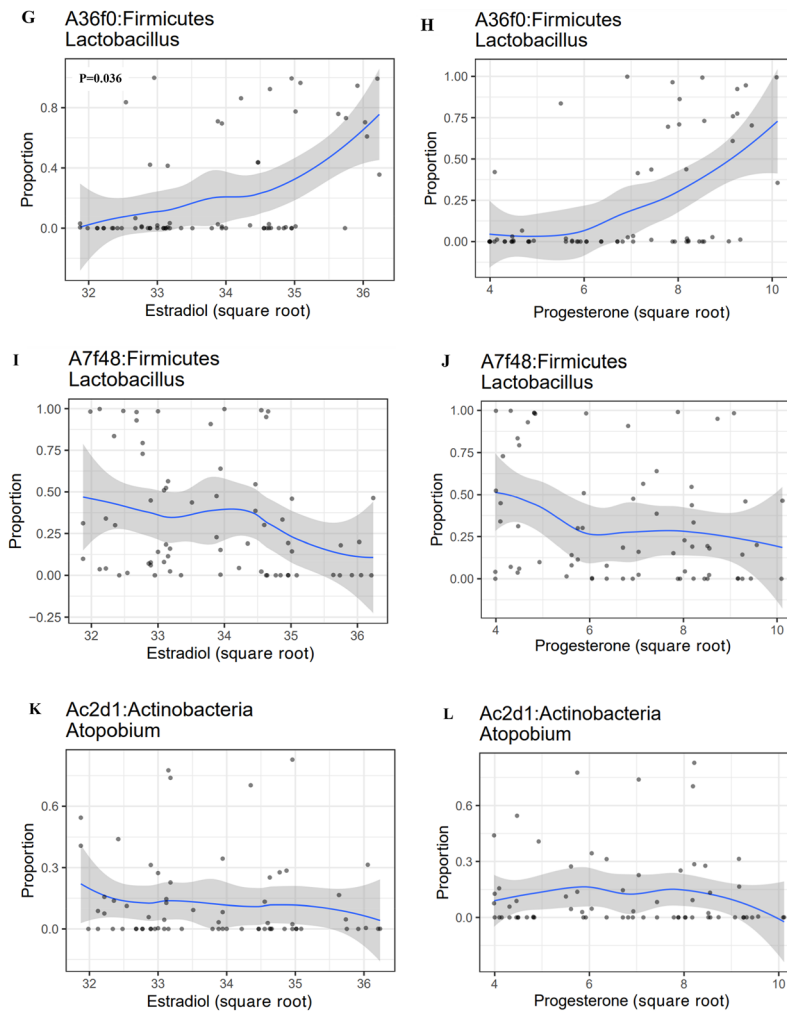 G
A36f0:Firmicutes
Lactobacillus
P=0.036
0.8
0.4
0.0
Proportion
32 33 34 35 36
Estradiol (square root)
H
A36f0:Firmicutes
Lactobacillus
1.00
0.75
0.50
0.25
0.00
Proportion
4 6 8 10
Progesterone (square root)
I
A7f48:Firmicutes
Lactobacillus
1.00
0.75
0.50
0.25
0.00
−0.25
Proportion
32 33 34 35 36
Estradiol (square root)
J
A7f48:Firmicutes
Lactobacillus
1.00
0.75
0.50
0.25
0.00
Proportion
4 6 8 10
Progesterone (square root)
K
Ac2d1:Actinobacteria
Atopobium
0.6
0.3
0.0
Proportion
32 33 34 35 36
Estradiol (square root)
L
Ac2d1:Actinobacteria
Atopobium
0.6
0.3
0.0
Proportion
4 6 8 10
Progesterone (square root)